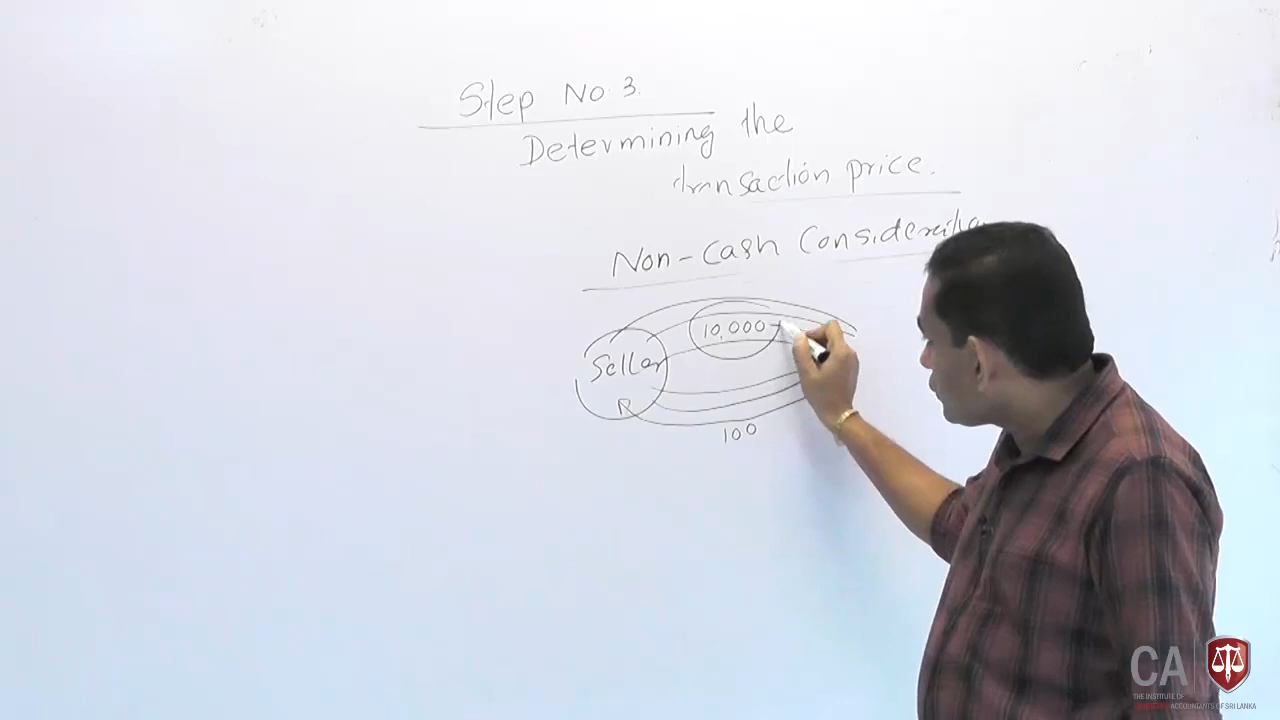 Step No. 3.
Determining the
transaction price.
Non-Cash
10,000
Seller
100
CA
THE INSTITUTE OF
CHARTERED ACCOUNTANTS OF SRI LANKA